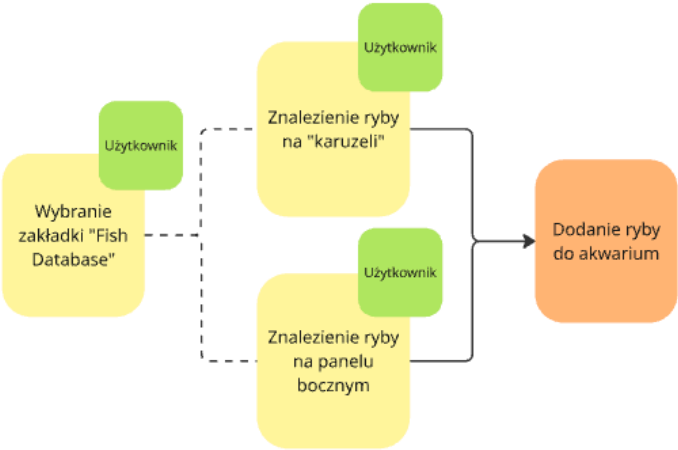 Użytkownik
Wybranie
zakładki "Fish
Database"
Użytkownik
Znalezienie ryby
na "karuzeli"
Użytkownik
Znalezienie ryby
na panelu
bocznym
Dodanie ryby
do akwarium